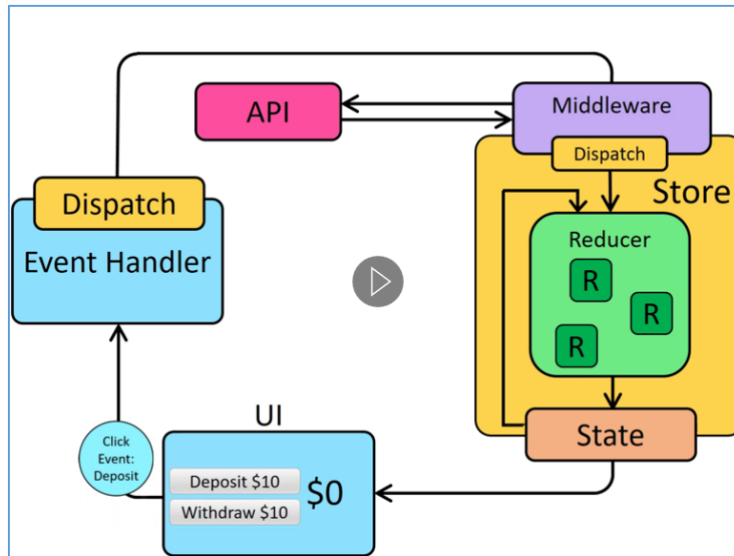 API
Middleware
Dispatch
Store
Dispatch
Event Handler
Reducer
R
R
R
State
UI
Click
Event:
Deposit
Deposit $10
Withdraw $10
$0